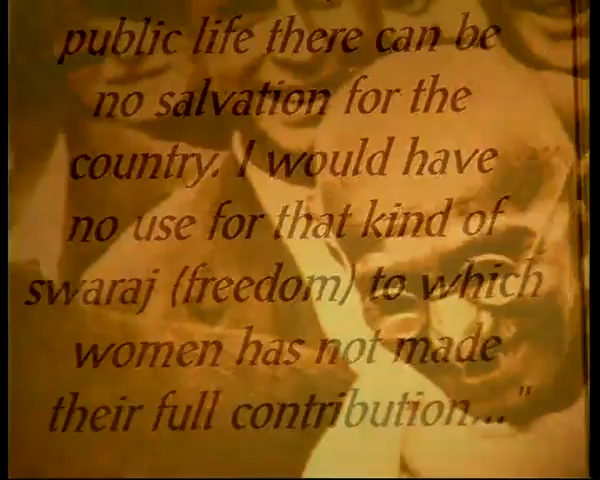 public life there can be
no salvation for the
country. I would have
no use for that kind of
swaraj (freedom) to which
women has not made
their full contribution..."